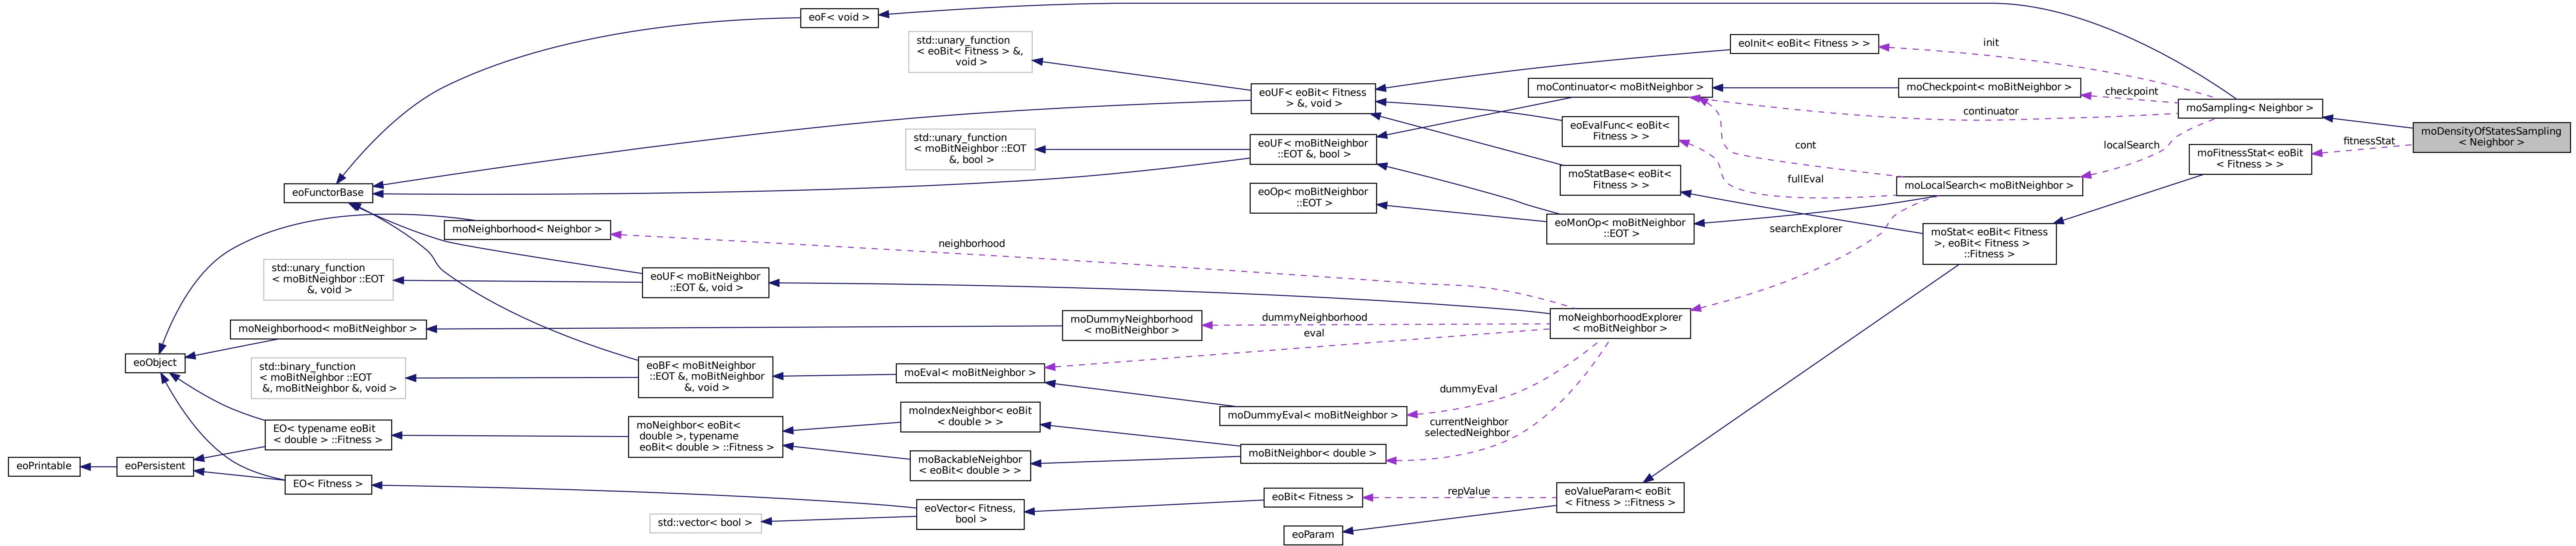 eoF< void >
std::unary_function
< eoBit< Fitness > &,
void >
eoInit< eoBit< Fitness > >
init
eoUF< eoBit< Fitness
> &, void >
moContinuator< moBitNeighbor >
moCheckpoint< moBitNeighbor >
checkpoint
continuator
moSampling< Neighbor >
moDensityOfStatesSampling
< Neighbor >
std::unary_function
< moBitNeighbor ::EOT
&, bool >
eoUF< moBitNeighbor
::EOT &, bool >
eoEvalFunc< eoBit<
Fitness > >
cont
localSearch
fitnessStat
moFitnessStat< eoBit
< Fitness > >
eoFunctorBase
eoOp< moBitNeighbor
::EOT >
moStatBase< eoBit<
Fitness > >
fullEval
moLocalSearch< moBitNeighbor >
moNeighborhood< Neighbor >
neighborhood
eoMonOp< moBitNeighbor
::EOT >
searchExplorer
moStat< eoBit< Fitness
>, eoBit< Fitness >
::Fitness >
std::unary_function
< moBitNeighbor ::EOT
&, void >
eoUF< moBitNeighbor
::EOT &, void >
moNeighborhood< moBitNeighbor >
moDummyNeighborhood
< moBitNeighbor >
dummyNeighborhood
eval
moNeighborhoodExplorer
< moBitNeighbor >
eoObject
std::binary_function
< moBitNeighbor ::EOT
&, moBitNeighbor &, void >
eoBF< moBitNeighbor
::EOT &, moBitNeighbor
&, void >
moEval< moBitNeighbor >
dummyEval
moDummyEval< moBitNeighbor >
currentNeighbor
selectedNeighbor
EO< typename eoBit
< double > ::Fitness >
moNeighbor< eoBit<
double >, typename
eoBit< double > ::Fitness >
moIndexNeighbor< eoBit
< double > >
moBitNeighbor< double >
eoPrintable
eoPersistent
moBackableNeighbor
< eoBit< double > >
EO< Fitness >
eoVector< Fitness,
bool >
std::vector< bool >
eoBit< Fitness >
repValue
eoValueParam< eoBit
< Fitness > ::Fitness >
eoParam